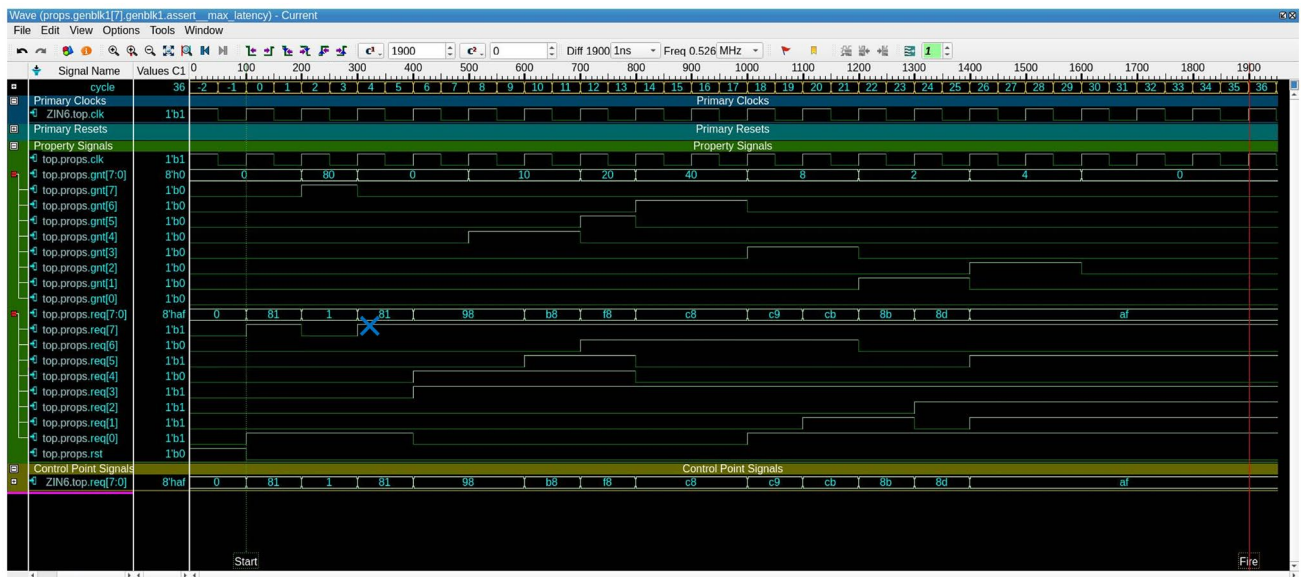 Wave (props.genblk1[7].genblk1.assert__max_latency) - Current
File Edit View Options Tools Window
C1 1900 C2 0 Diff 1900 1ns Freq 0.526 MHz 1
Signal Name Values C1 0 100 200 300 400 500 600 700 800 900 1000 1100 1200 1300 1400 1500 1600 1700 1800 1900
cycle 36 -2 -1 0 1 2 3 4 5 6 7 8 9 10 11 12 13 14 15 16 17 18 19 20 21 22 23 24 25 26 27 28 29 30 31 32 33 34 35 36
Primary Clocks Primary Clocks
ZIN6.top.clk 1'b1
Primary Resets Primary Resets
Property Signals Property Signals
top.props.clk 1'b1
top.props.gnt[7:0] 8'h0 0 80 0 10 20 40 8 2 4 0
top.props.gnt[7] 1'b0
top.props.gnt[6] 1'b0
top.props.gnt[5] 1'b0
top.props.gnt[4] 1'b0
top.props.gnt[3] 1'b0
top.props.gnt[2] 1'b0
top.props.gnt[1] 1'b0
top.props.gnt[0] 1'b0
top.props.req[7:0] 8'haf 0 81 1 81 98 b8 f8 c8 c9 cb 8b 8d af
top.props.req[7] 1'b1
top.props.req[6] 1'b0
top.props.req[5] 1'b1
top.props.req[4] 1'b0
top.props.req[3] 1'b1
top.props.req[2] 1'b1
top.props.req[1] 1'b1
top.props.req[0] 1'b1
top.props.rst 1'b0
Control Point Signals Control Point Signals
ZIN6.top.req[7:0] 8'haf 0 81 1 81 98 b8 f8 c8 c9 cb 8b 8d af
Start Fire